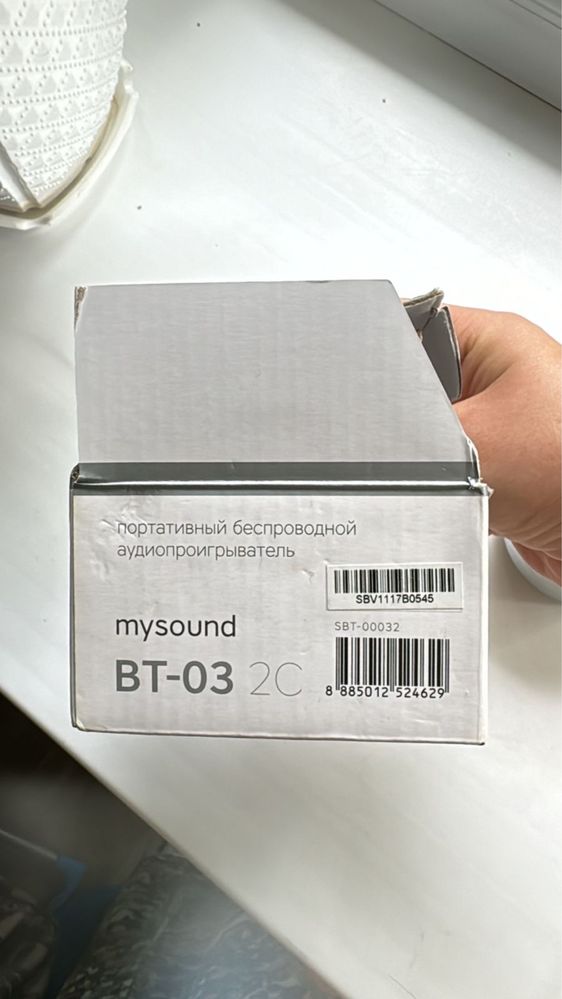 портативный беспроводной
аудиопроигрыватель
SBV1117B0545
mysound
SBT-00032
BT-03 2C
8 885012 524629